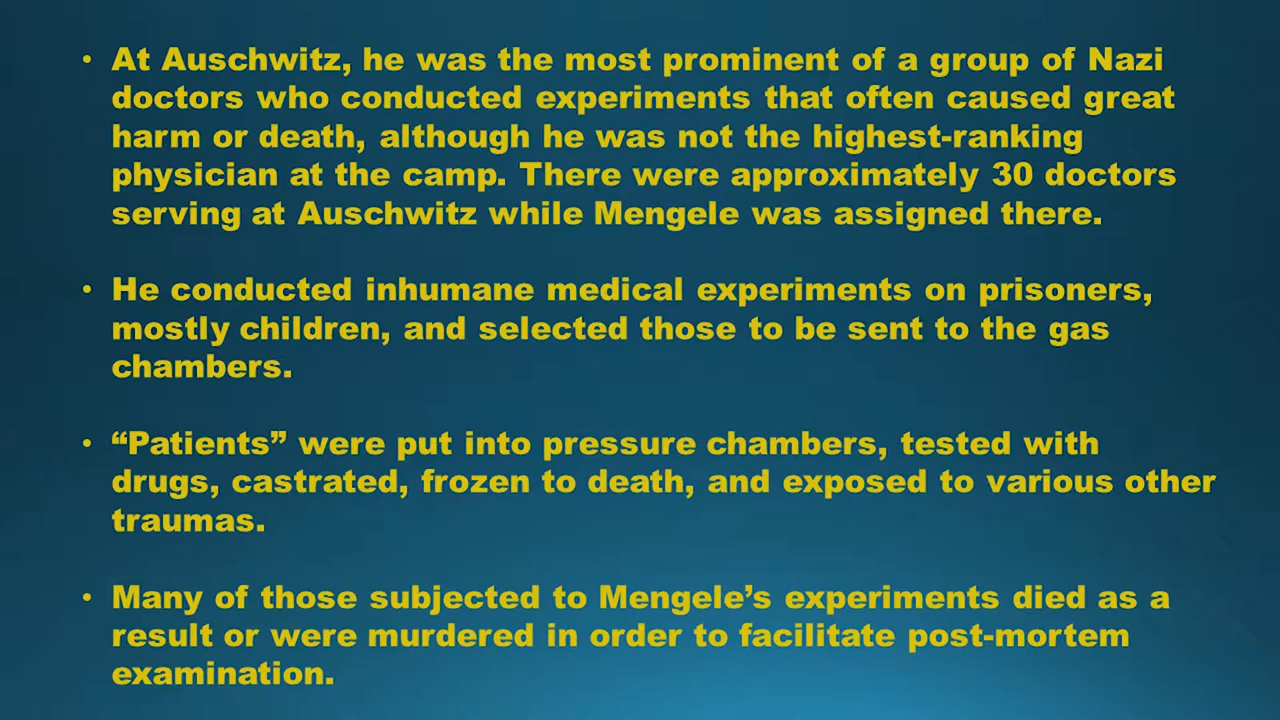 • At Auschwitz, he was the most prominent of a group of Nazi
doctors who conducted experiments that often caused great
harm or death, although he was not the highest-ranking
physician at the camp. There were approximately 30 doctors
serving at Auschwitz while Mengele was assigned there.
• He conducted inhumane medical experiments on prisoners,
mostly children, and selected those to be sent to the gas
chambers.
• “Patients” were put into pressure chambers, tested with
drugs, castrated, frozen to death, and exposed to various other
traumas.
• Many of those subjected to Mengele’s experiments died as a
result or were murdered in order to facilitate post-mortem
examination.